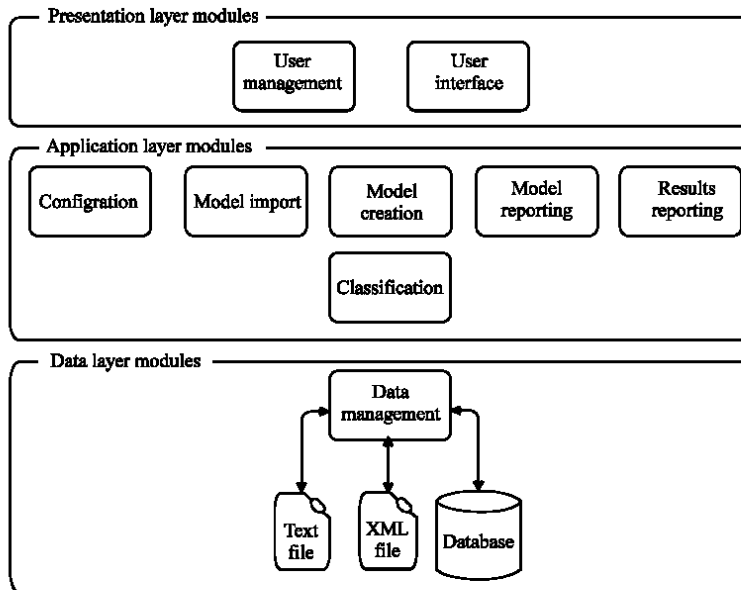 Presentation layer modules
User
management
User
interface
Application layer modules
Configration
Model import
Model
creation
Model
reporting
Results
reporting
Classification
Data layer modules
Data
management
Text
file
XML
file
Database